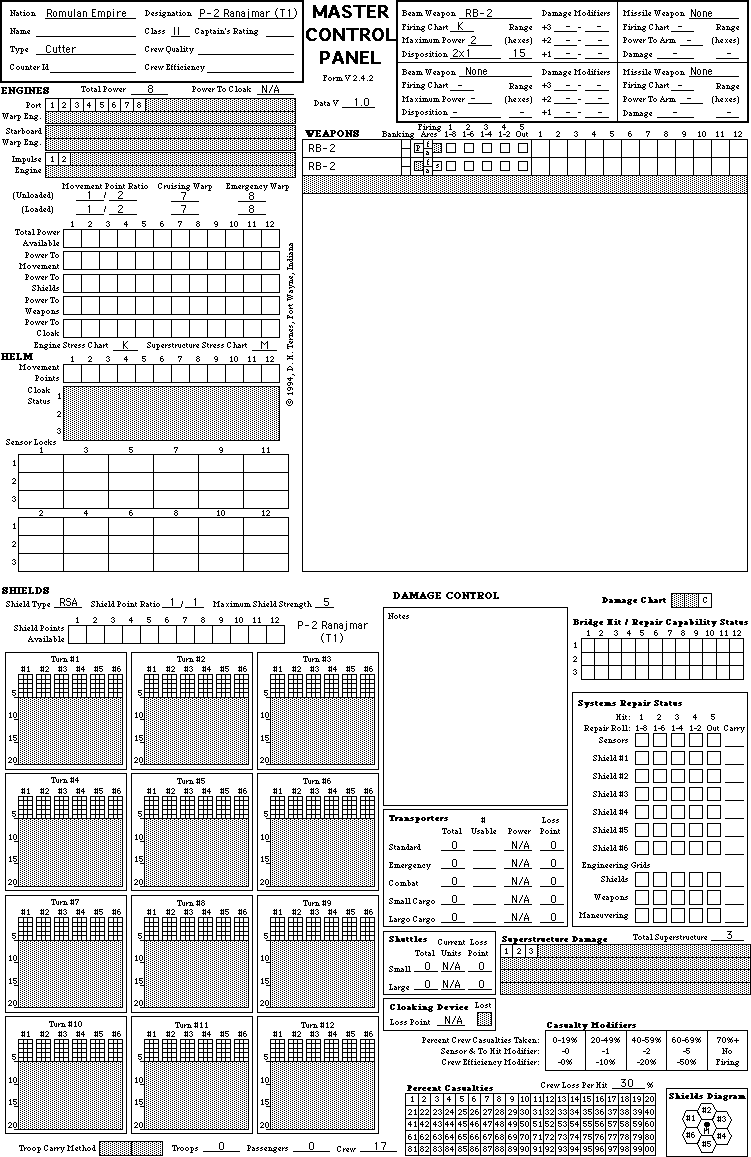 Nation Romulan Empire Designation P-2 Ranajmar (T1)
Name Class II Captain's Rating
Type Cutter Crew Quality
Counter Id Crew Efficiency
MASTER
CONTROL
PANEL
Form V 2.4.2
Data V 1.0
Beam Weapon RB-2 Damage Modifiers
Firing Chart K Range +3 - - -
Maximum Power 2 (hexes) +2 - - -
Disposition 2x1 15 +1 - - -
Missile Weapon None
Firing Chart - Range
Power To Arm - (hexes)
Damage - -
Beam Weapon None Damage Modifiers
Firing Chart - Range +3 - - -
Maximum Power - (hexes) +2 - - -
Disposition - - +1 - - -
Missile Weapon None
Firing Chart - Range
Power To Arm - (hexes)
Damage - -
ENGINES Total Power 8 Power To Cloak N/A
Port Warp Eng. 1 2 3 4 5 6 7 8
Starboard Warp Eng.
Impulse Engine 1 2
Movement Point Ratio Cruising Warp Emergency Warp
(Unloaded) 1 / 2 7 8
(Loaded) 1 / 2 7 8
1 2 3 4 5 6 7 8 9 10 11 12
Total Power Available
Power To Movement
Power To Shields
Power To Weapons
Power To Cloak
Engine Stress Chart K Superstructure Stress Chart M
© 1994, D. H. Ternes, Fort Wayne, Indiana
HELM
1 2 3 4 5 6 7 8 9 10 11 12
Movement Points
Cloak Status 1
2
3
Sensor Locks
1 3 5 7 9 11
1
2
3
2 4 6 8 10 12
1
2
3
WEAPONS
Banking Firing Arcs 1 1-8 2 1-6 3 1-4 4 1-2 5 Out 1 2 3 4 5 6 7 8 9 10 11 12
RB-2 p f a
RB-2 f a s
SHIELDS
Shield Type RSA Shield Point Ratio 1 / 1 Maximum Shield Strength 5
1 2 3 4 5 6 7 8 9 10 11 12
Shield Points Available
P-2 Ranajmar
(T1)
Turn #1 Turn #2 Turn #3
#1 #2 #3 #4 #5 #6 #1 #2 #3 #4 #5 #6 #1 #2 #3 #4 #5 #6
5 5 5
10 10 10
15 15 15
20 20 20
Turn #4 Turn #5 Turn #6
#1 #2 #3 #4 #5 #6 #1 #2 #3 #4 #5 #6 #1 #2 #3 #4 #5 #6
5 5 5
10 10 10
15 15 15
20 20 20
Turn #7 Turn #8 Turn #9
#1 #2 #3 #4 #5 #6 #1 #2 #3 #4 #5 #6 #1 #2 #3 #4 #5 #6
5 5 5
10 10 10
15 15 15
20 20 20
Turn #10 Turn #11 Turn #12
#1 #2 #3 #4 #5 #6 #1 #2 #3 #4 #5 #6 #1 #2 #3 #4 #5 #6
5 5 5
10 10 10
15 15 15
20 20 20
Troop Carry Method Troops 0 Passengers 0 Crew 17
DAMAGE CONTROL
Notes
Damage Chart C
Bridge Hit / Repair Capability Status
1 2 3 4 5 6 7 8 9 10 11 12
1
2
3
Systems Repair Status
Hit: 1 2 3 4 5
Repair Roll: 1-8 1-6 1-4 1-2 Out Carry
Sensors
Shield #1
Shield #2
Shield #3
Shield #4
Shield #5
Shield #6
Engineering Grids
Shields
Weapons
Maneuvering
Transporters # Loss
Total Usable Power Point
Standard 0 N/A 0
Emergency 0 N/A 0
Combat 0 N/A 0
Small Cargo 0 N/A 0
Large Cargo 0 N/A 0
Shuttles Current Loss
Total Units Point
Small 0 N/A 0
Large 0 N/A 0
Superstructure Damage Total Superstructure 3
1 2 3
Cloaking Device Lost
Loss Point N/A
Casualty Modifiers
Percent Crew Casualties Taken: 0-19% 20-49% 40-59% 60-69% 70%+
Sensor & To Hit Modifier: -0 -1 -2 -5 No
Crew Efficiency Modifier: -0% -10% -20% -50% Firing
Percent Casualties Crew Loss Per Hit 30 %
1 2 3 4 5 6 7 8 9 10 11 12 13 14 15 16 17 18 19 20
21 22 23 24 25 26 27 28 29 30 31 32 33 34 35 36 37 38 39 40
41 42 43 44 45 46 47 48 49 50 51 52 53 54 55 56 57 58 59 60
61 62 63 64 65 66 67 68 69 70 71 72 73 74 75 76 77 78 79 80
81 82 83 84 85 86 87 88 89 90 91 92 93 94 95 96 97 98 99 00
Shields Diagram
#2
#1 #3
#6 #4
#5